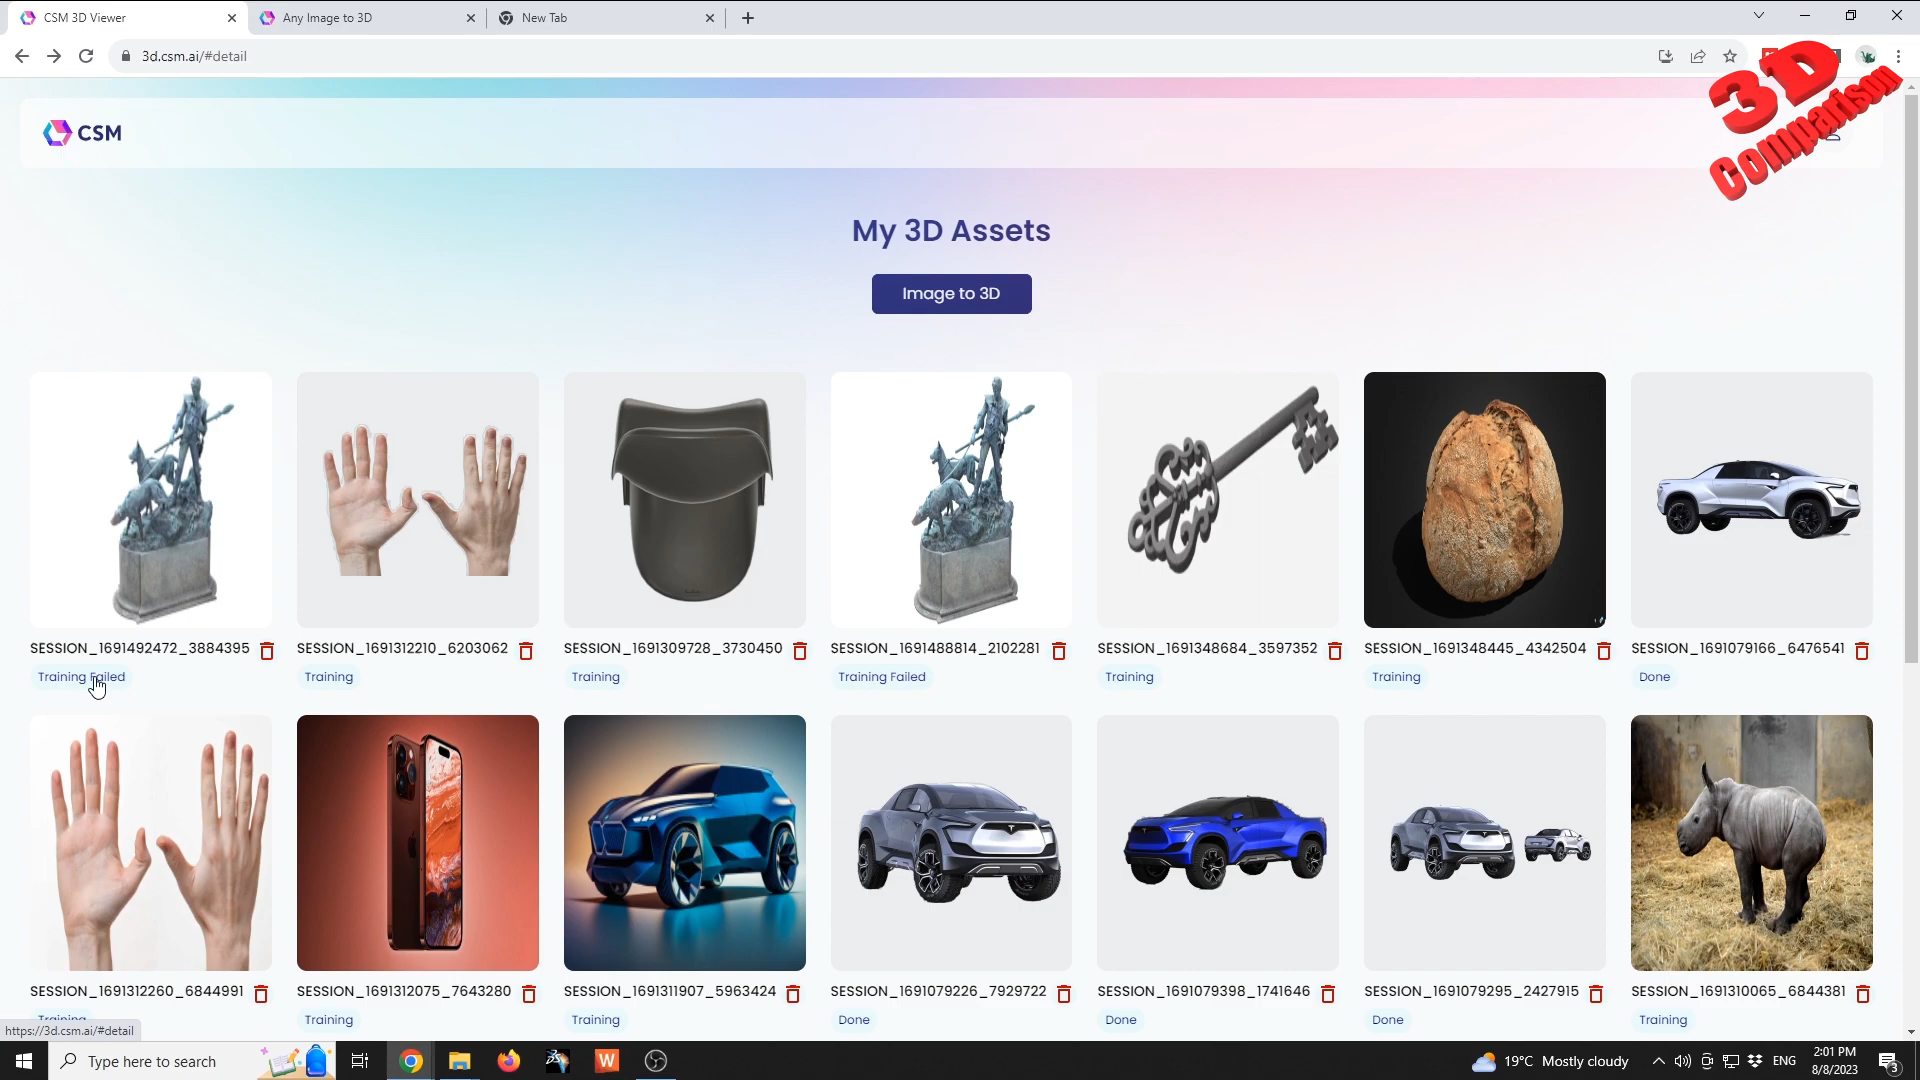 CSM 3D Viewer
Any Image to 3D
New Tab
3d.csm.ai/#detail
3D
Comparison
CSM
My 3D Assets
Image to 3D
SESSION_1691492472_3884395
SESSION_1691312210_6203062
SESSION_1691309728_3730450
SESSION_1691488814_2102281
SESSION_1691348684_3597352
SESSION_1691348445_4342504
SESSION_1691079166_6476541
Training Failed
Training
Training
Training Failed
Training
Training
Done
SESSION_1691312260_6844991
SESSION_1691312075_7643280
SESSION_1691311907_5963424
SESSION_1691079226_7929722
SESSION_1691079398_1741646
SESSION_1691079295_2427915
SESSION_1691310065_6844381
Training
Training
Training
Done
Done
Done
Training
https://3d.csm.ai/#detail
Type here to search
19°C Mostly cloudy
ENG
2:01 PM
8/8/2023
3